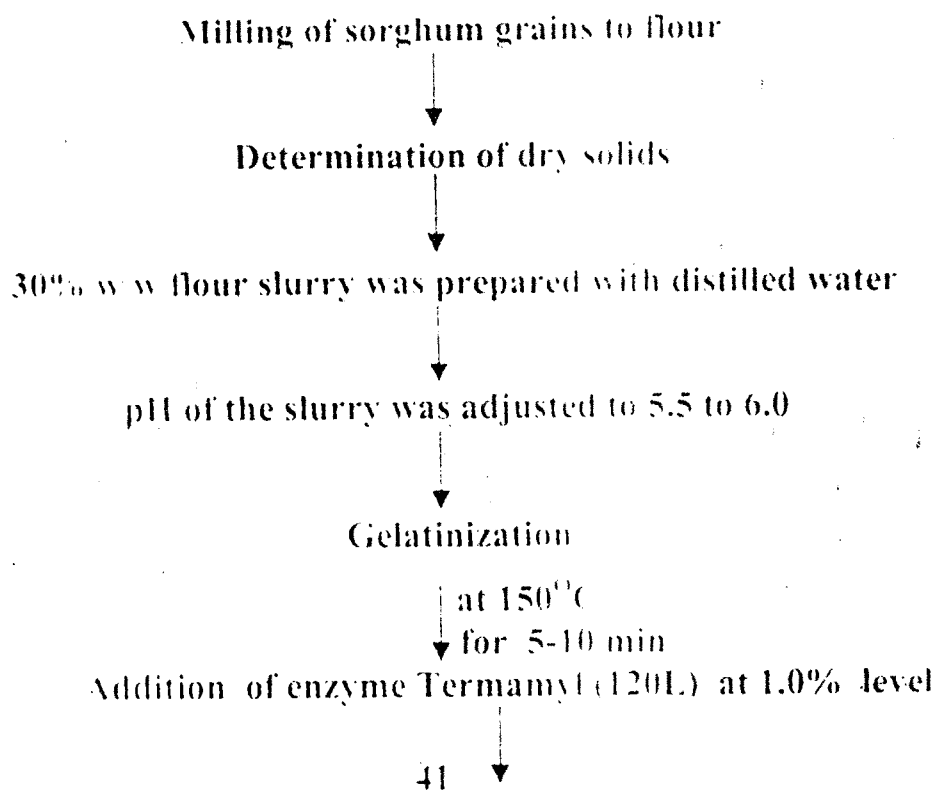 Milling of sorghum grains to flour
Determination of dry solids
30% w w flour slurry was prepared with distilled water
pH of the slurry was adjusted to 5.5 to 6.0
Gelatinization
at 150⁰C
for 5-10 min
Addition of enzyme Termamyl (120L) at 1.0% level
41